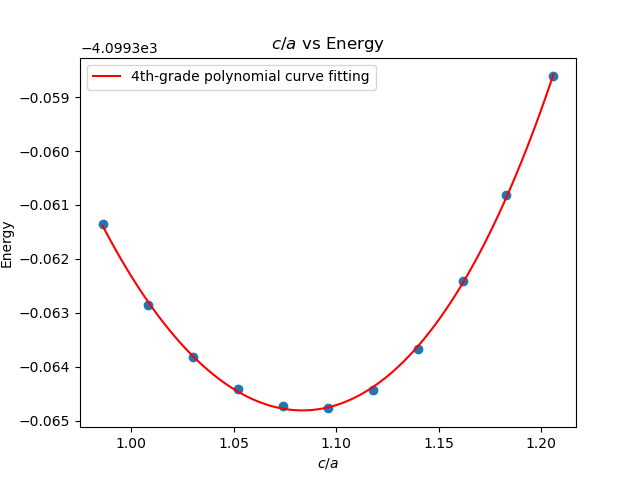 c/a vs Energy
−4.0993e3
4th-grade polynomial curve fitting
−0.059
−0.060
−0.061
−0.062
−0.063
−0.064
−0.065
Energy
1.00 1.05 1.10 1.15 1.20
c/a